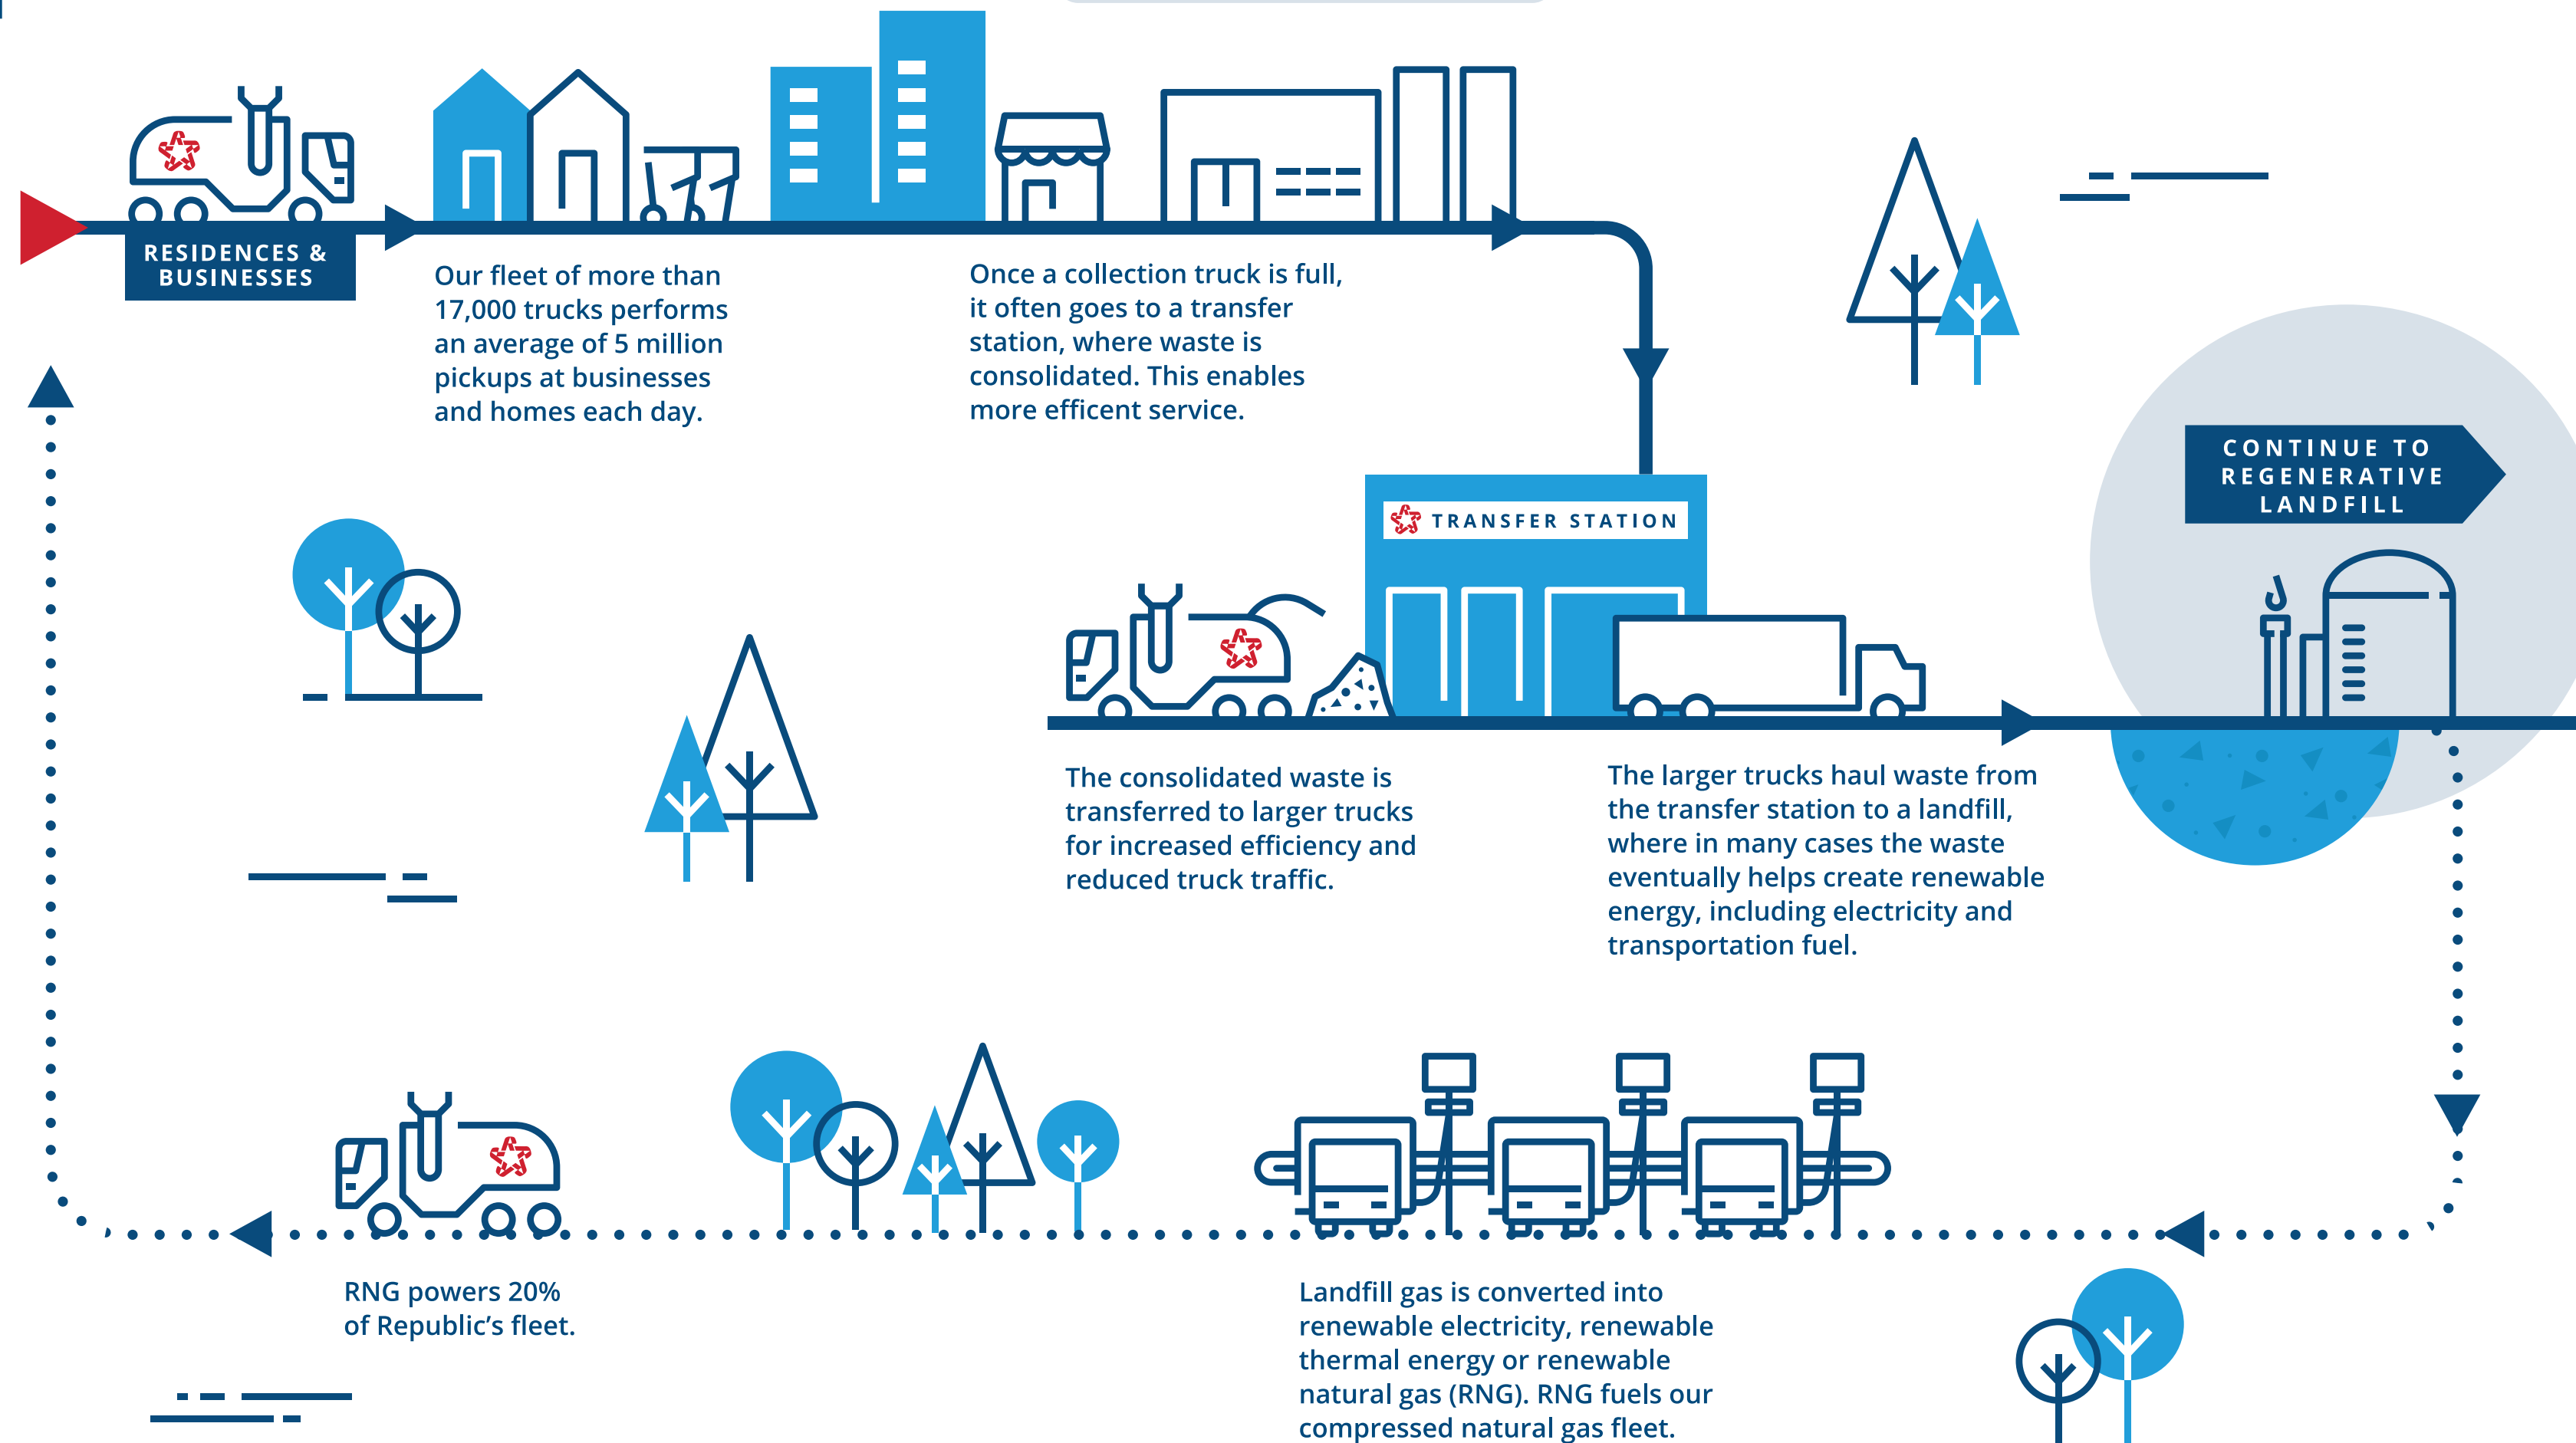 RESIDENCES &
BUSINESSES
Our fleet of more than
17,000 trucks performs
an average of 5 million
pickups at businesses
and homes each day.
Once a collection truck is full,
it often goes to a transfer
station, where waste is
consolidated. This enables
more efficent service.
CONTINUE TO
REGENERATIVE
LANDFILL
TRANSFER STATION
The consolidated waste is
transferred to larger trucks
for increased efficiency and
reduced truck traffic.
The larger trucks haul waste from
the transfer station to a landfill,
where in many cases the waste
eventually helps create renewable
energy, including electricity and
transportation fuel.
RNG powers 20%
of Republic’s fleet.
Landfill gas is converted into
renewable electricity, renewable
thermal energy or renewable
natural gas (RNG). RNG fuels our
compressed natural gas fleet.